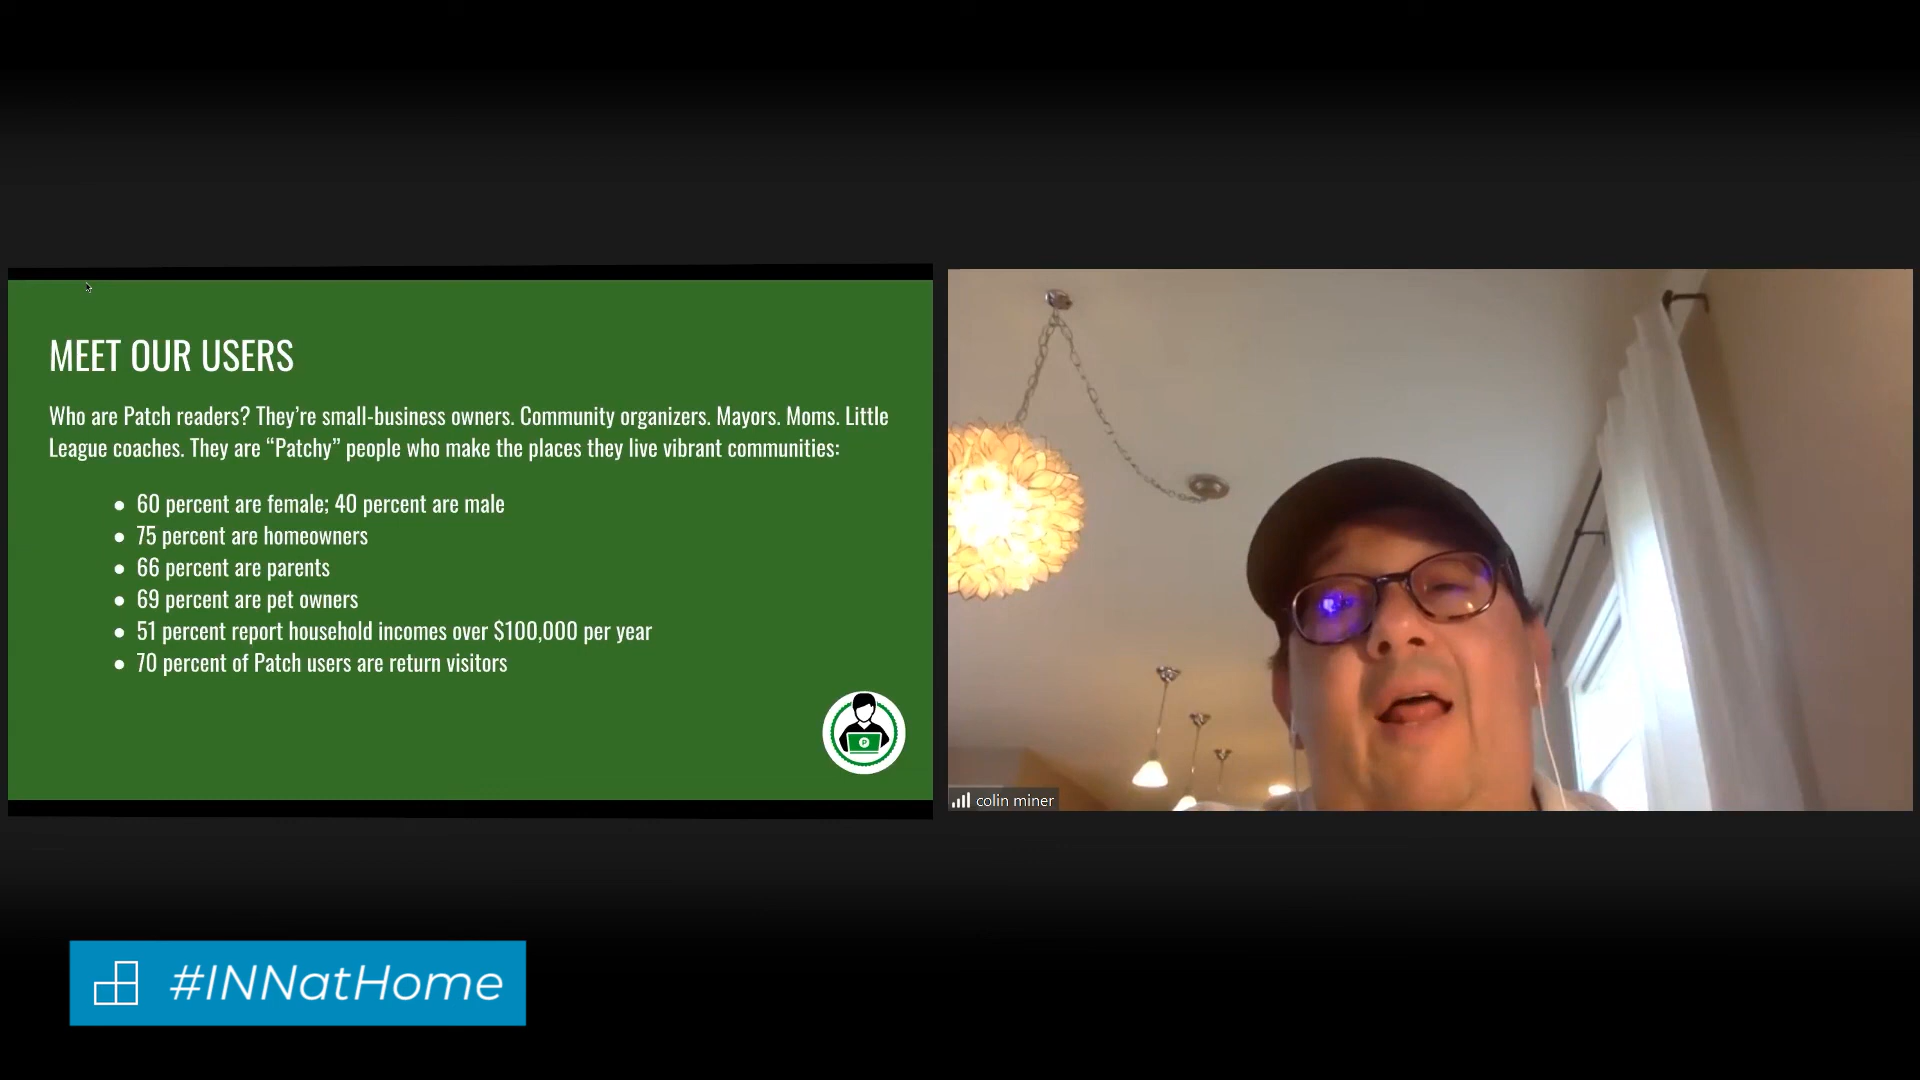 MEET OUR USERS
Who are Patch readers? They’re small-business owners. Community organizers. Mayors. Moms. Little
League coaches. They are “Patchy” people who make the places they live vibrant communities:
● 60 percent are female; 40 percent are male
● 75 percent are homeowners
● 66 percent are parents
● 69 percent are pet owners
● 51 percent report household incomes over $100,000 per year
● 70 percent of Patch users are return visitors
P
colin miner
#INNatHome